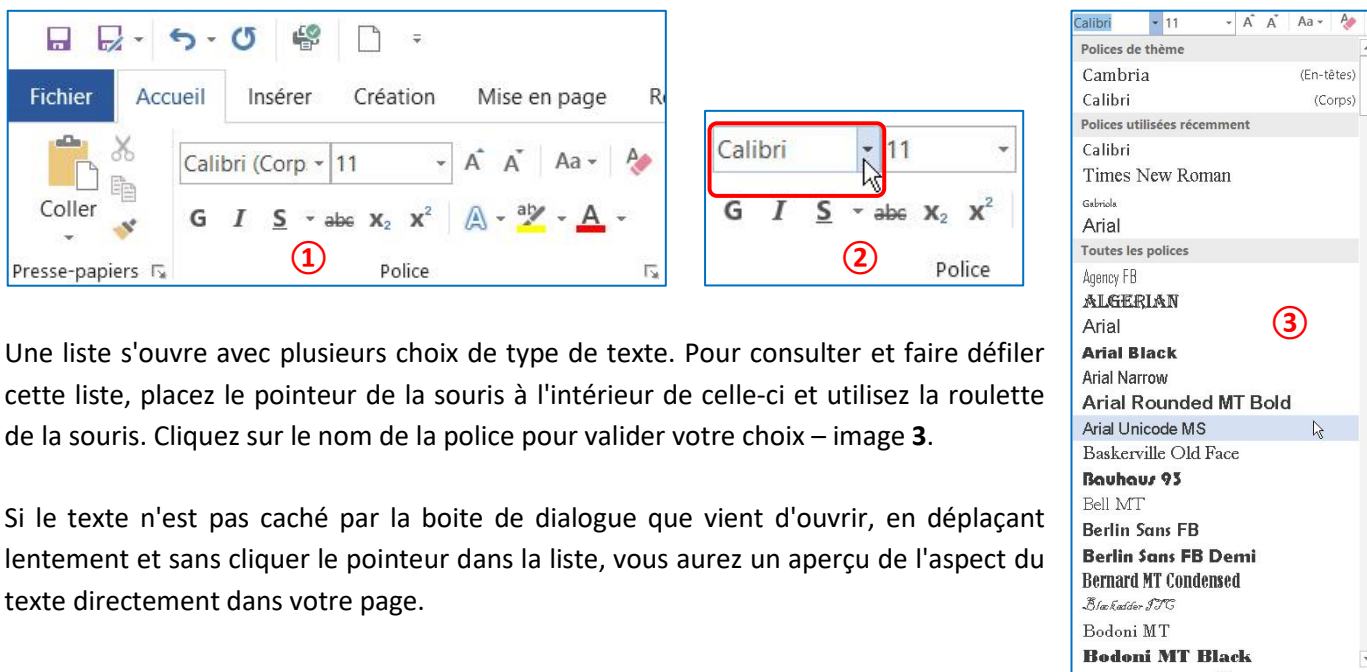 Fichier Accueil Insérer Création Mise en page
Calibri (Corp 11 A A Aa
Coller
G I S abc X₂ X² A ab A
Presse-papiers Police
①
Calibri 11
G I S abc X₂ X²
Police
②
Une liste s'ouvre avec plusieurs choix de type de texte. Pour consulter et faire défiler
cette liste, placez le pointeur de la souris à l'intérieur de celle-ci et utilisez la roulette
de la souris. Cliquez sur le nom de la police pour valider votre choix – image 3.
Si le texte n'est pas caché par la boite de dialogue que vient d'ouvrir, en déplaçant
lentement et sans cliquer le pointeur dans la liste, vous aurez un aperçu de l'aspect du
texte directement dans votre page.
Calibri 11 A A Aa
Polices de thème
Cambria (En-têtes)
Calibri (Corps)
Polices utilisées récemment
Calibri
Times New Roman
Gabriola
Arial
Toutes les polices
Agency FB
ALGERIAN
Arial
③
Arial Black
Arial Narrow
Arial Rounded MT Bold
Arial Unicode MS
Baskerville Old Face
Bauhaus 93
Bell MT
Berlin Sans FB
Berlin Sans FB Demi
Bernard MT Condensed
Blackadder ITC
Bodoni MT
Bodoni MT Black